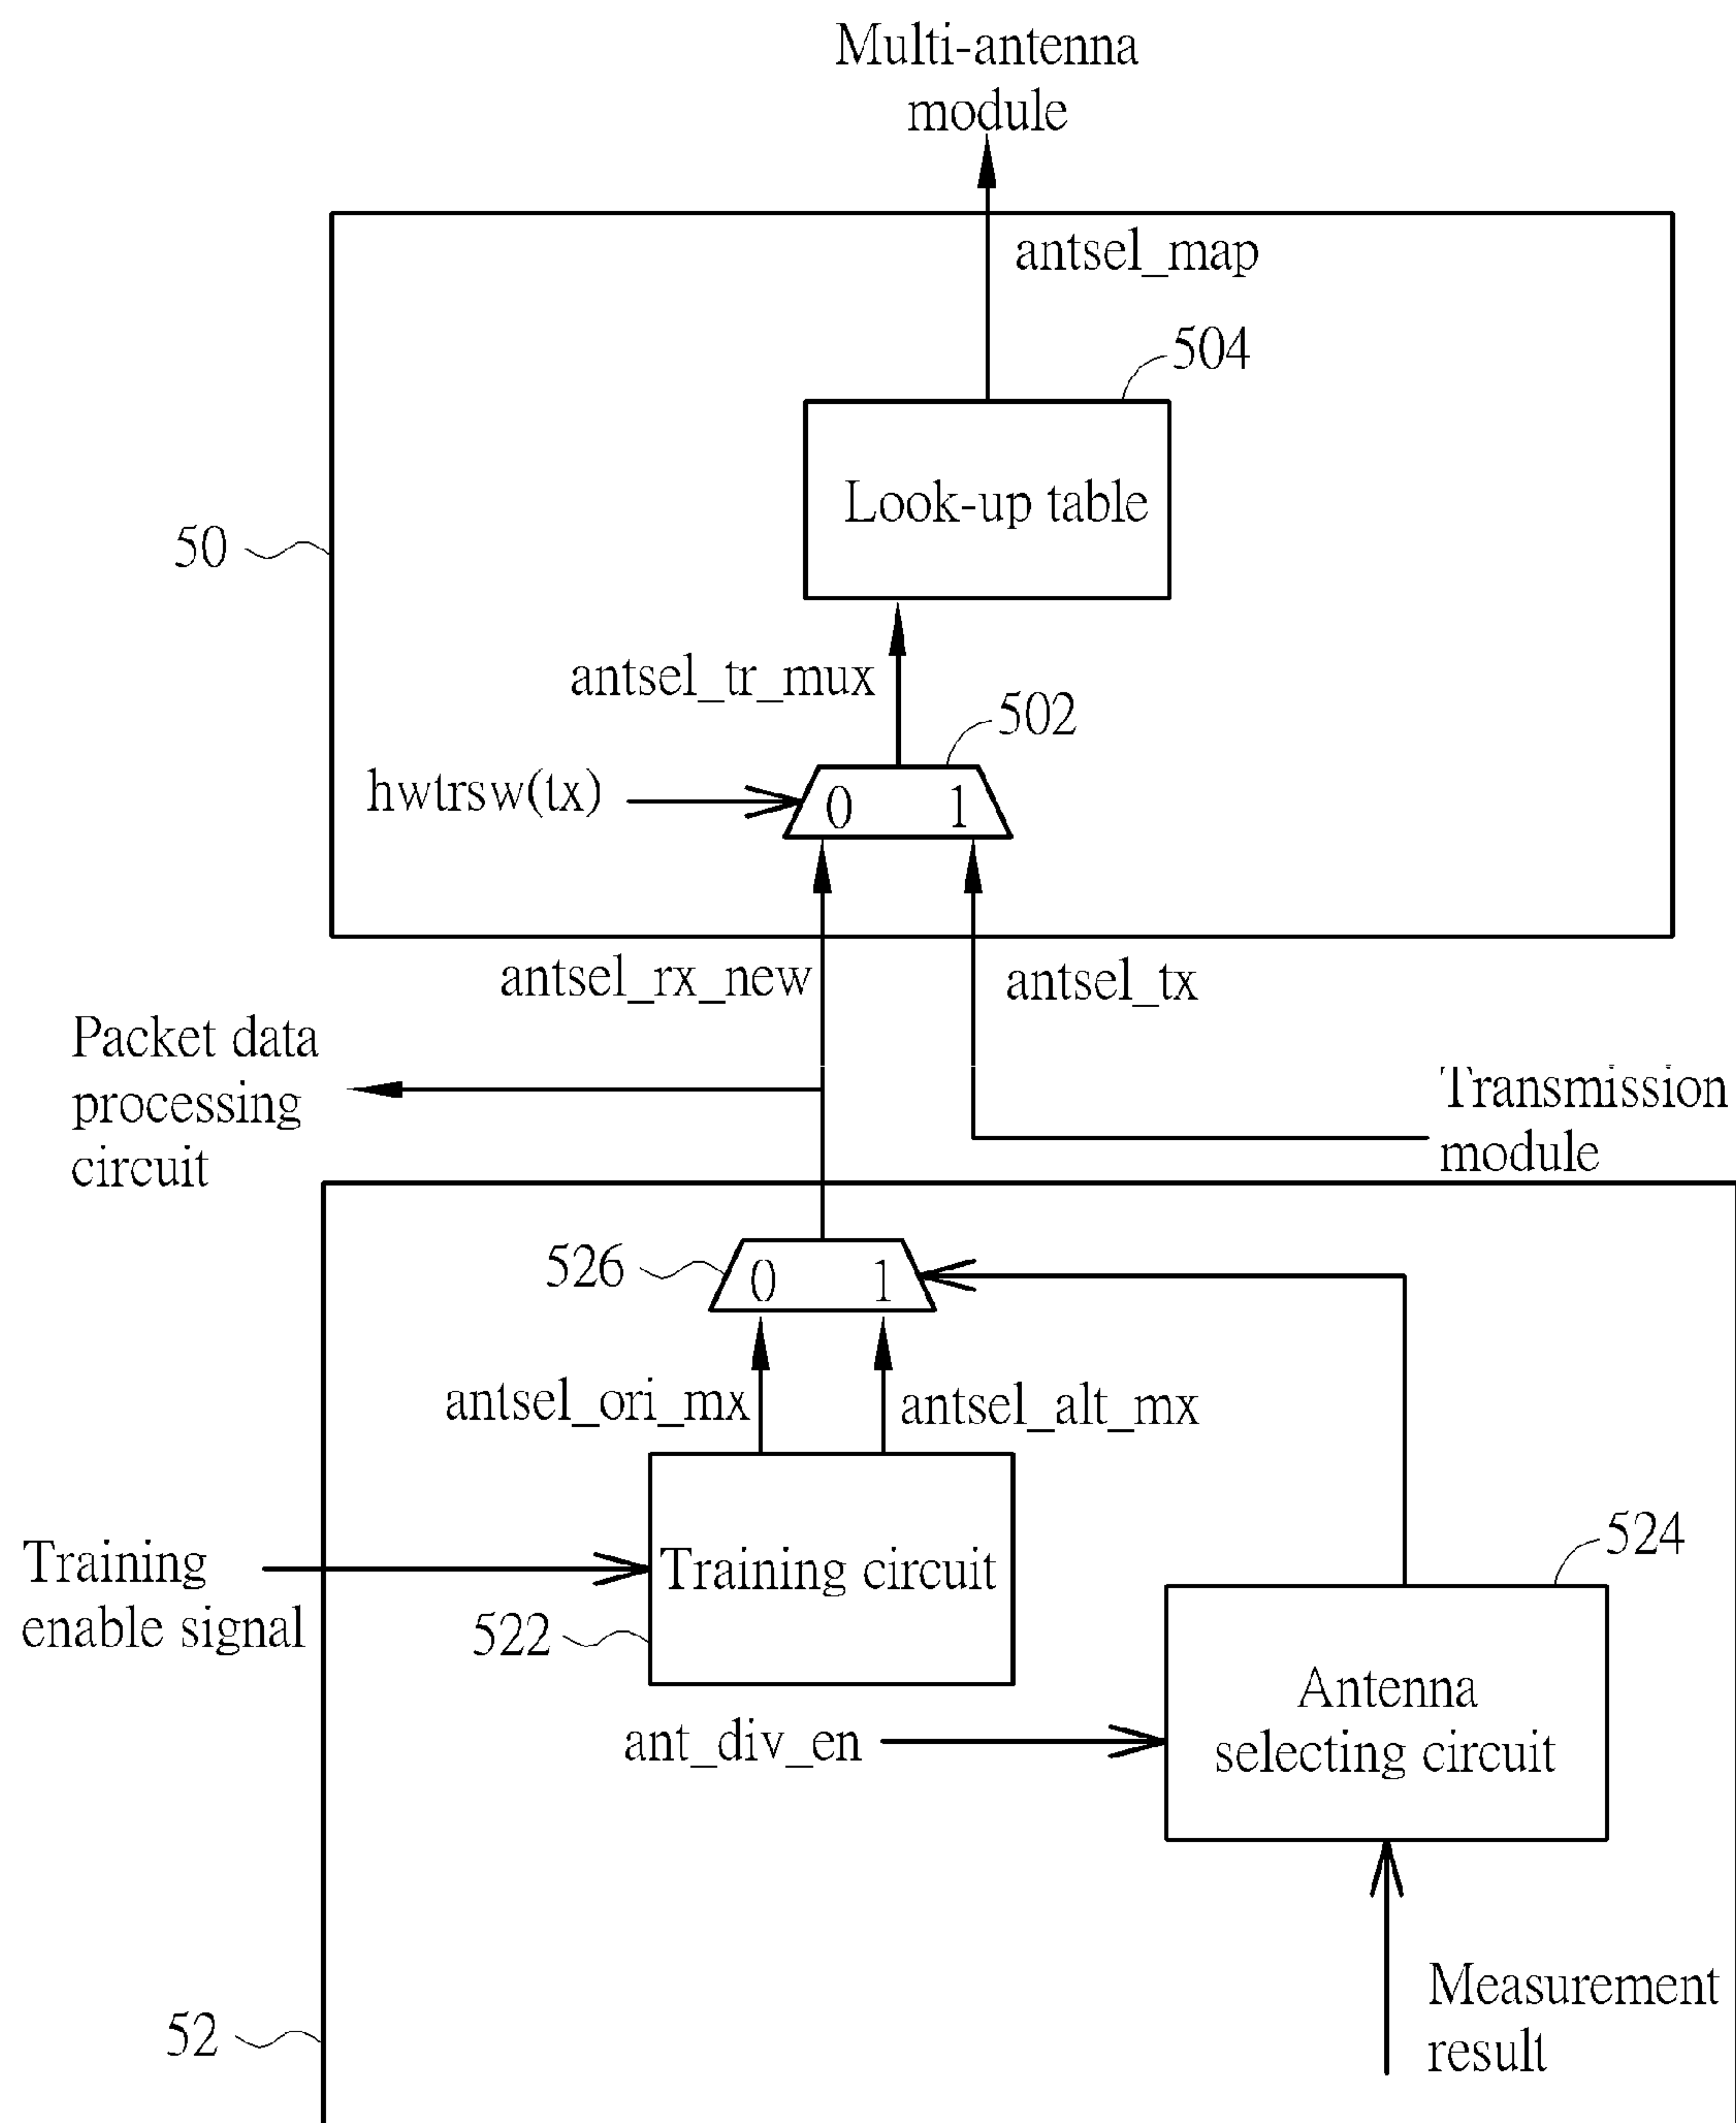 Multi-antenna
module
antsel_map
504
Look-up table
50
antsel_tr_mux
502
hwtrsw(tx)
0 1
antsel_rx_new
antsel_tx
Packet data
processing
circuit
Transmission
module
526
0 1
antsel_ori_mx
antsel_alt_mx
524
Training
enable signal
Training circuit
522
Antenna
selecting circuit
ant_div_en
Measurement
result
52